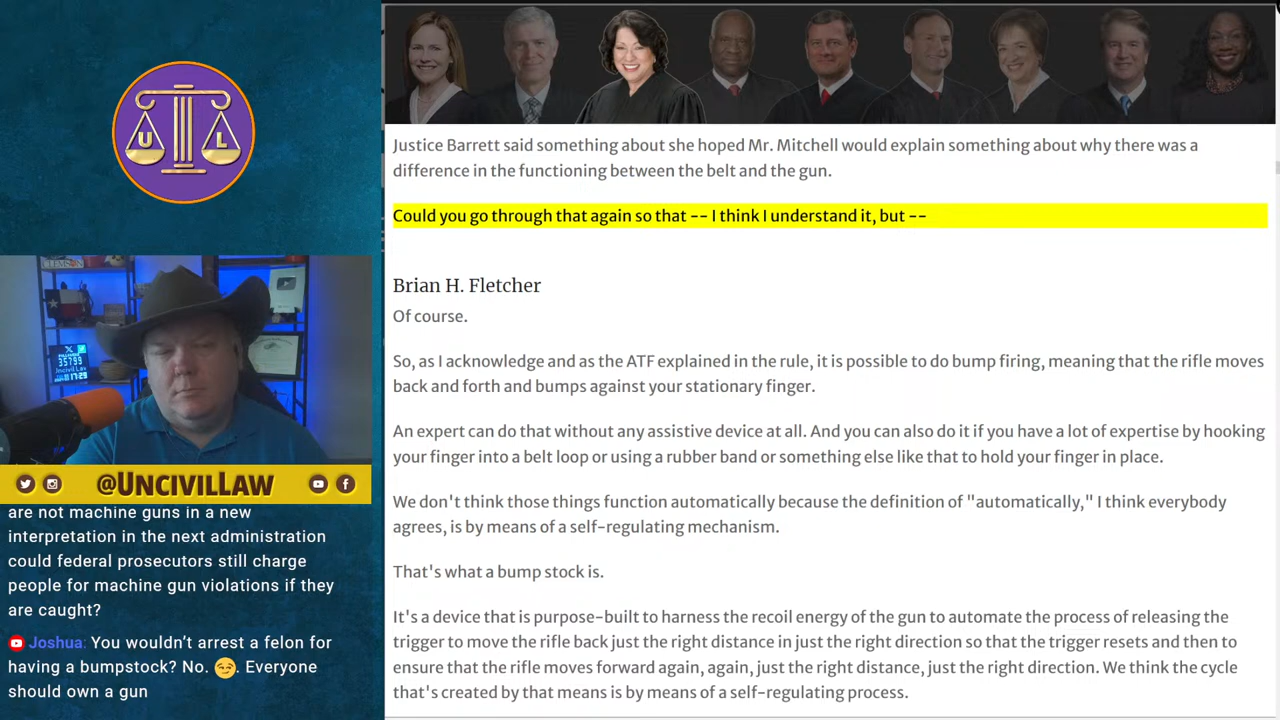 U L
Justice Barrett said something about she hoped Mr. Mitchell would explain something about why there was a
difference in the functioning between the belt and the gun.
Could you go through that again so that -- I think I understand it, but --
Brian H. Fletcher
Of course.
So, as I acknowledge and as the ATF explained in the rule, it is possible to do bump firing, meaning that the rifle moves
back and forth and bumps against your stationary finger.
An expert can do that without any assistive device at all. And you can also do it if you have a lot of expertise by hooking
your finger into a belt loop or using a rubber band or something else like that to hold your finger in place.
We don't think those things function automatically because the definition of "automatically," I think everybody
agrees, is by means of a self-regulating mechanism.
That's what a bump stock is.
It's a device that is purpose-built to harness the recoil energy of the gun to automate the process of releasing the
trigger to move the rifle back just the right distance in just the right direction so that the trigger resets and then to
ensure that the rifle moves forward again, again, just the right distance, just the right direction. We think the cycle
that's created by that means is by means of a self-regulating process.
CLEMSON
35799
Uncivil Law
17:29
@UNCIVILLAW
are not machine guns in a new
interpretation in the next administration
could federal prosecutors still charge
people for machine gun violations if they
are caught?
Joshua: You wouldn't arrest a felon for
having a bumpstock? No. 😏. Everyone
should own a gun